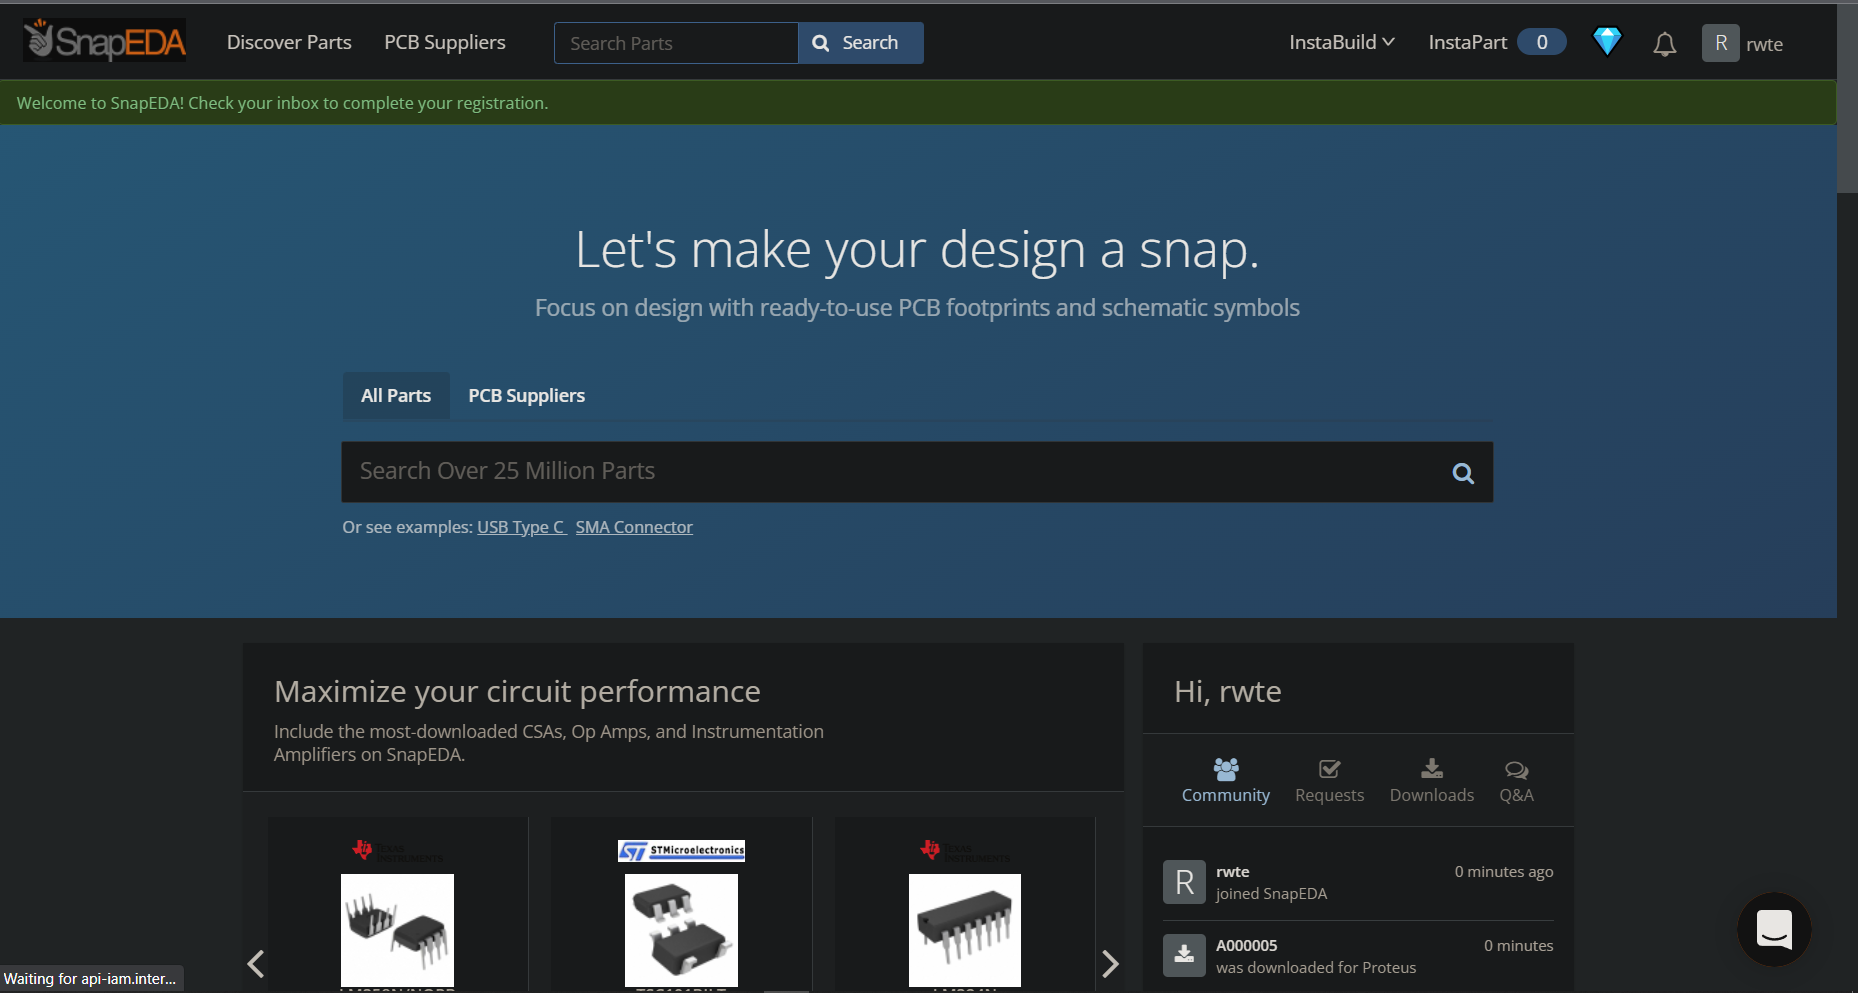 SnapEDA
Discover Parts
PCB Suppliers
Search Parts
Search
InstaBuild
InstaPart
0
R
rwte
Welcome to SnapEDA! Check your inbox to complete your registration.
Let's make your design a snap.
Focus on design with ready-to-use PCB footprints and schematic symbols
All Parts
PCB Suppliers
Search Over 25 Million Parts
Or see examples: USB Type C SMA Connector
Maximize your circuit performance
Include the most-downloaded CSAs, Op Amps, and Instrumentation
Amplifiers on SnapEDA.
TEXAS
INSTRUMENTS
STMicroelectronics
TEXAS
INSTRUMENTS
Hi, rwte
Community
Requests
Downloads
Q&A
R
rwte
0 minutes ago
joined SnapEDA
A000005
0 minutes
was downloaded for Proteus
Waiting for api-iam.inter...